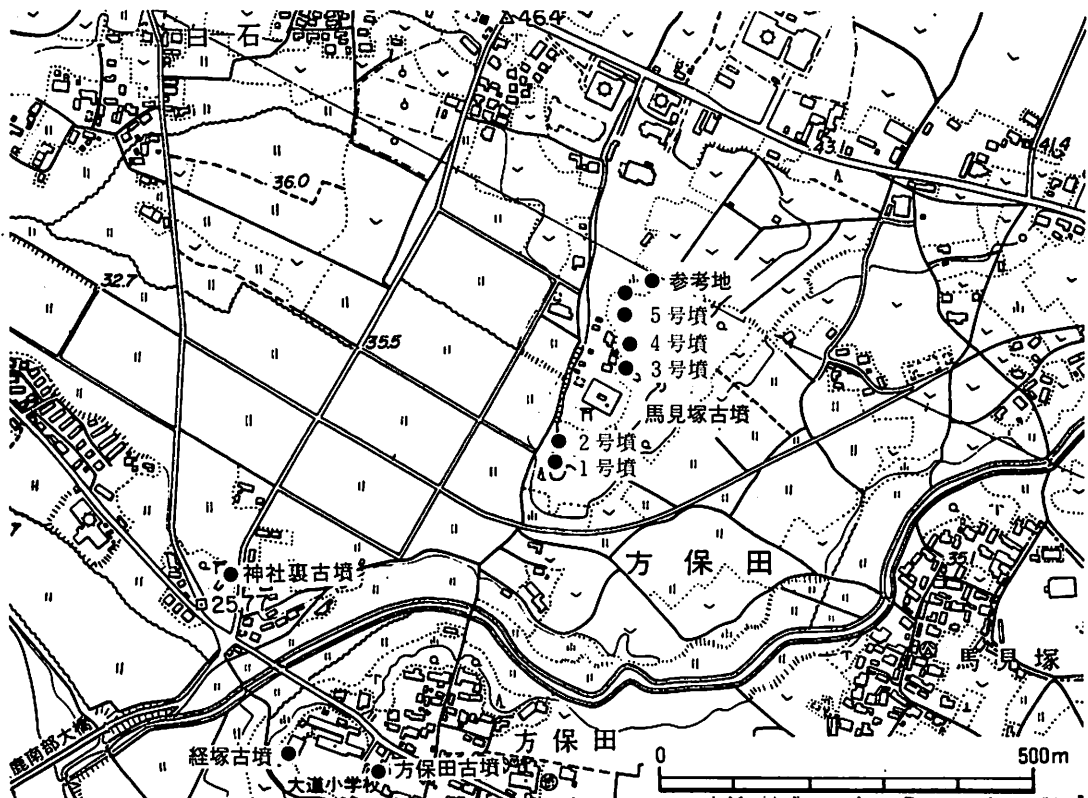 46.4
白石
43.1
41.4
36.0
参考地
32.7
5号墳
35.5
4号墳
3号墳
馬見塚古墳
2号墳
1号墳
方保田
神社裏古墳
25.77
35
馬見塚
鹿南部大橋
方保田
0
500m
経塚古墳
方保田古墳
大道小学校